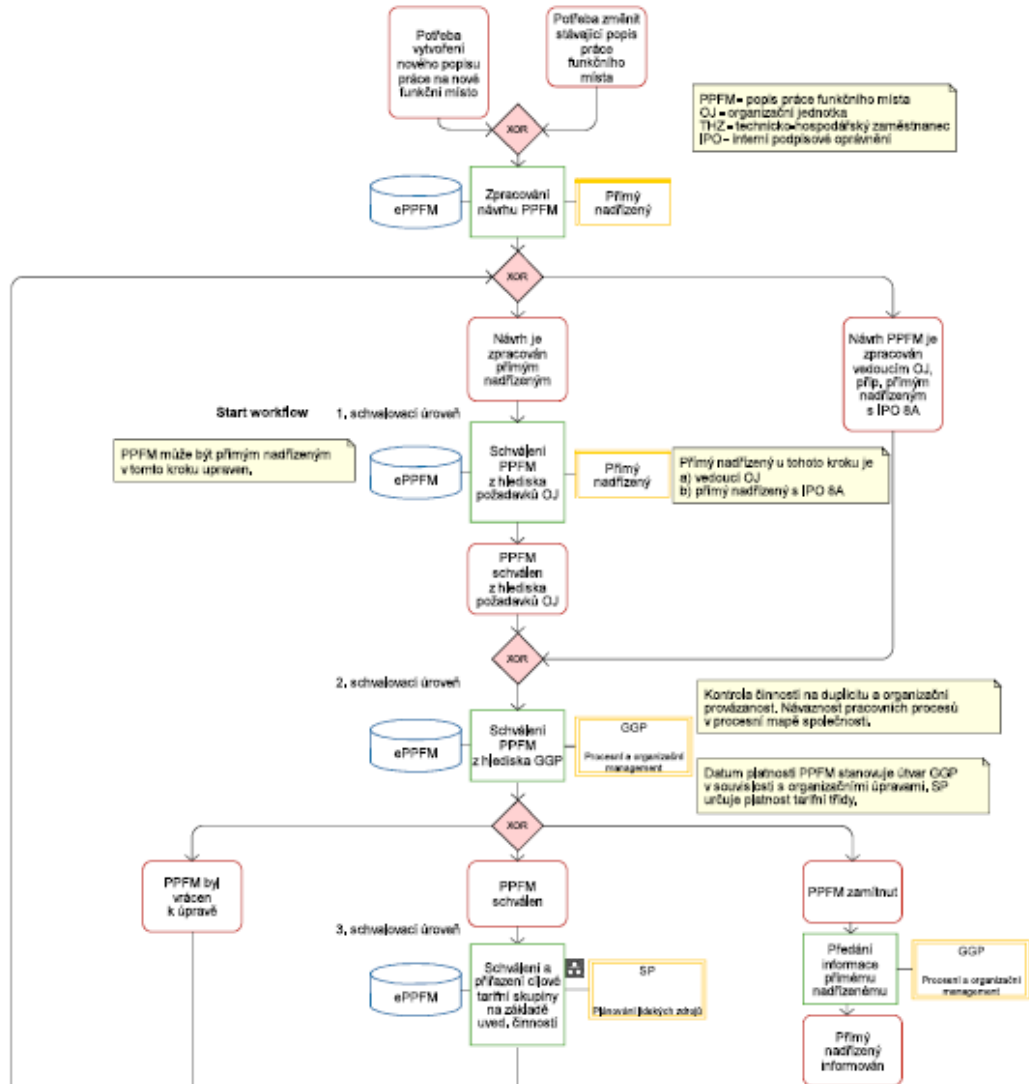 Potřeba
vytvoření
nového popisu
práce na nové
funkční místo
Potřeba změnit
stávající popis
práce
funkčního
místa
XOR
PPFM= popis práce funkčního místa
OJ = organizační jednotka
THZ = technicko-hospodářský zaměstnanec
IPO - interní podpisové oprávnění
ePPFM
Zpracování
návrhu PPFM
Přímý
nadřízený
XOR
Návrh je
zpracován
přímým
nadřízeným
Návrh PPFM je
zpracován
vedoucím OJ,
příp. přímým
nadřízeným
s IPO 8A
Start workflow
1. schvalovací úroveň
PPFM může být přímým nadřízeným
v tomto kroku upraven.
ePPFM
Schválení
PPFM
z hlediska
požadavků OJ
Přímý
nadřízený
Přímý nadřízený u tohoto kroku je
a) vedoucí OJ
b) přímý nadřízený s IPO 8A
PPFM
schválen
z hlediska
požadavků OJ
XOR
2. schvalovací úroveň
ePPFM
Schválení
PPFM
z hlediska GGP
GGP
Procesní a organizační
management
Kontrola činností na duplicitu a organizační
provázanost. Návaznost pracovních procesů
v procesní mapě společnosti.
Datum platnosti PPFM stanovuje útvar GGP
v souvislosti s organizačními úpravami. SP
určuje platnost tarifní třídy.
XOR
PPFM byl
vrácen
k úpravě
PPFM
schválen
PPFM zamítnut
3. schvalovací úroveň
ePPFM
Schválení a
přiřazení cílové
tarifní skupiny
na základě
uved. činností
SP
Plánování lidských zdrojů
Předání
informace
přímému
nadřízenému
GGP
Procesní a organizační
management
Přímý
nadřízený
informován